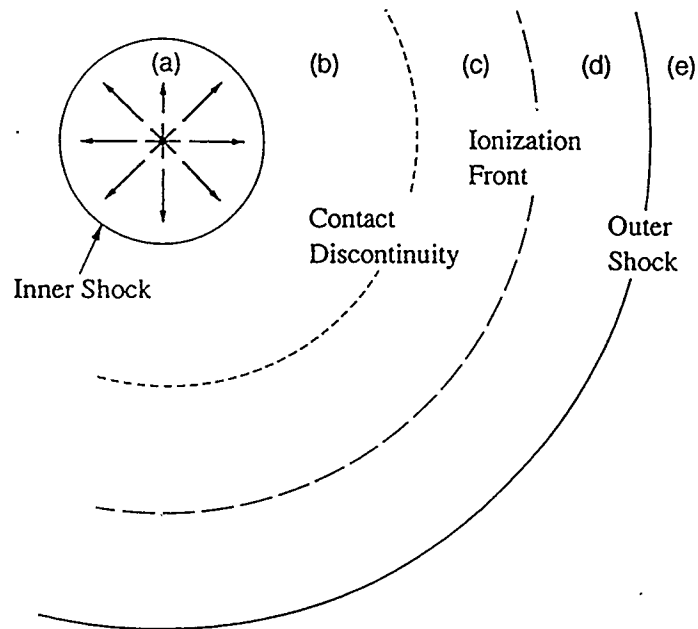 (a)
(b)
(c)
(d)
(e)
Ionization
Front
Contact
Discontinuity
Outer
Shock
Inner Shock